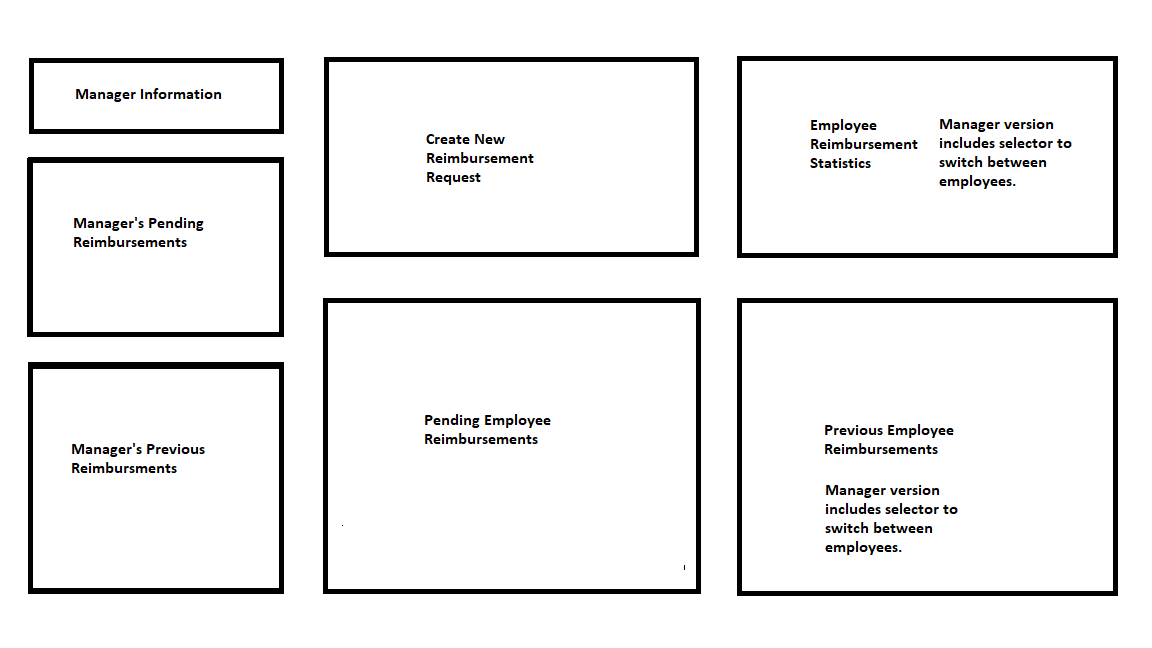 Manager Information
Manager's Pending
Reimbursements
Manager's Previous
Reimbursments
Create New
Reimbursement
Request
Pending Employee
Reimbursements
Employee
Reimbursement
Statistics
Manager version
includes selector to
switch between
employees.
Previous Employee
Reimbursements
Manager version
includes selector to
switch between
employees.